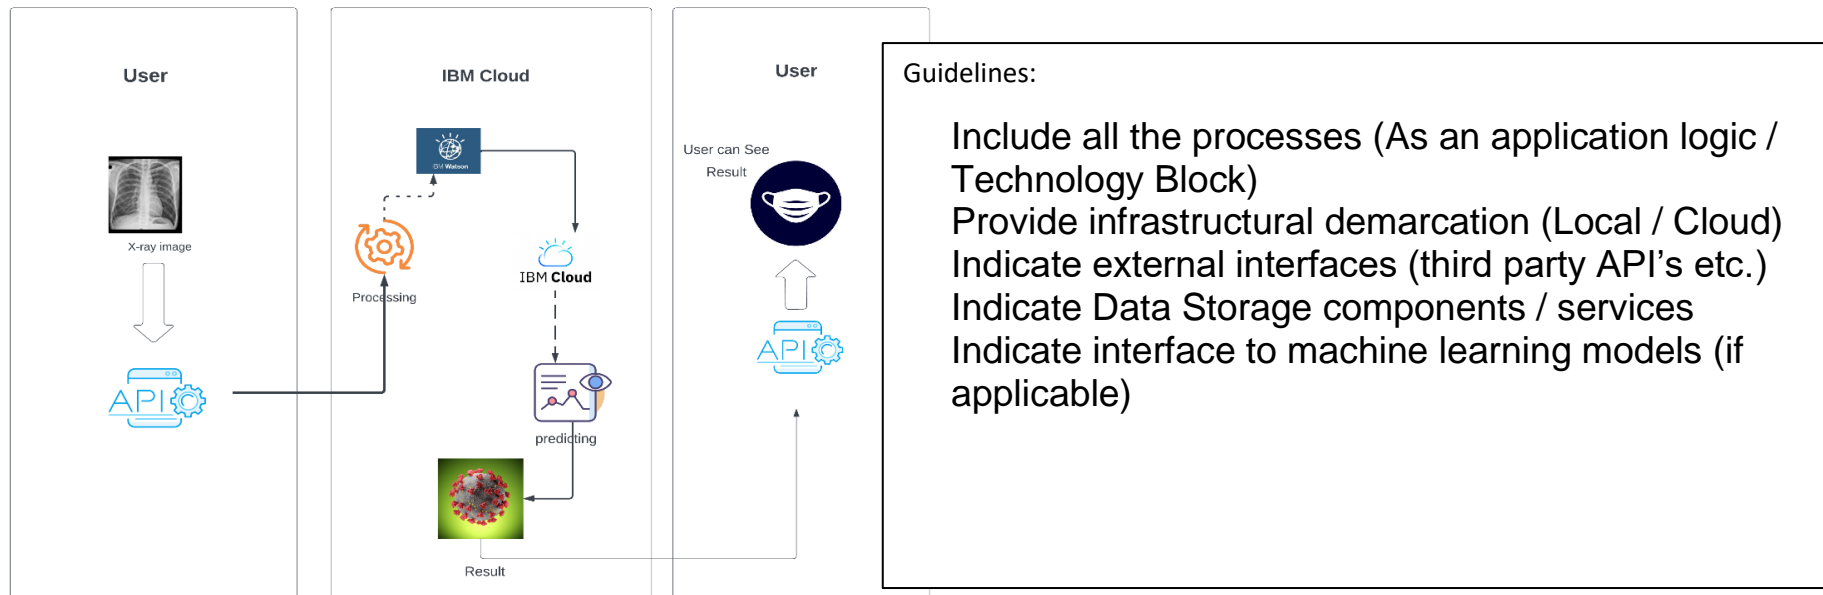 User
X-ray image
API
IBM Cloud
IBM Watson
Processing
IBM Cloud
predicting
Result
User
User can See
Result
API
Guidelines:
Include all the processes (As an application logic /
Technology Block)
Provide infrastructural demarcation (Local / Cloud)
Indicate external interfaces (third party API's etc.)
Indicate Data Storage components / services
Indicate interface to machine learning models (if
applicable)